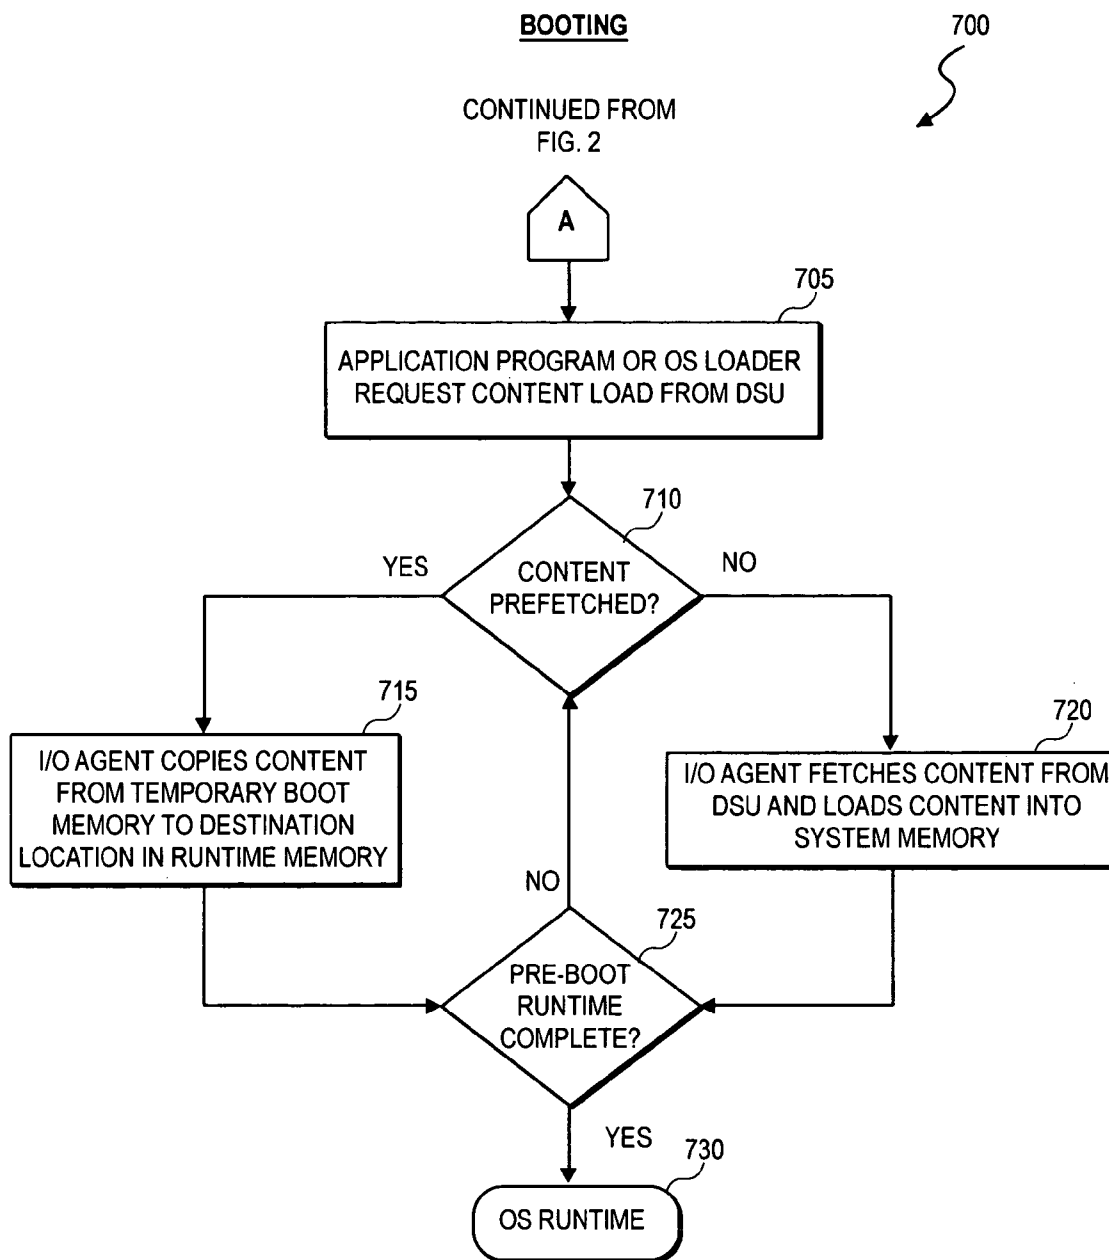 BOOTING
700
CONTINUED FROM
FIG. 2
A
705
APPLICATION PROGRAM OR OS LOADER
REQUEST CONTENT LOAD FROM DSU
710
YES
NO
CONTENT
PREFETCHED?
715
I/O AGENT COPIES CONTENT
FROM TEMPORARY BOOT
MEMORY TO DESTINATION
LOCATION IN RUNTIME MEMORY
720
I/O AGENT FETCHES CONTENT FROM
DSU AND LOADS CONTENT INTO
SYSTEM MEMORY
NO
725
PRE-BOOT
RUNTIME
COMPLETE?
YES
730
OS RUNTIME